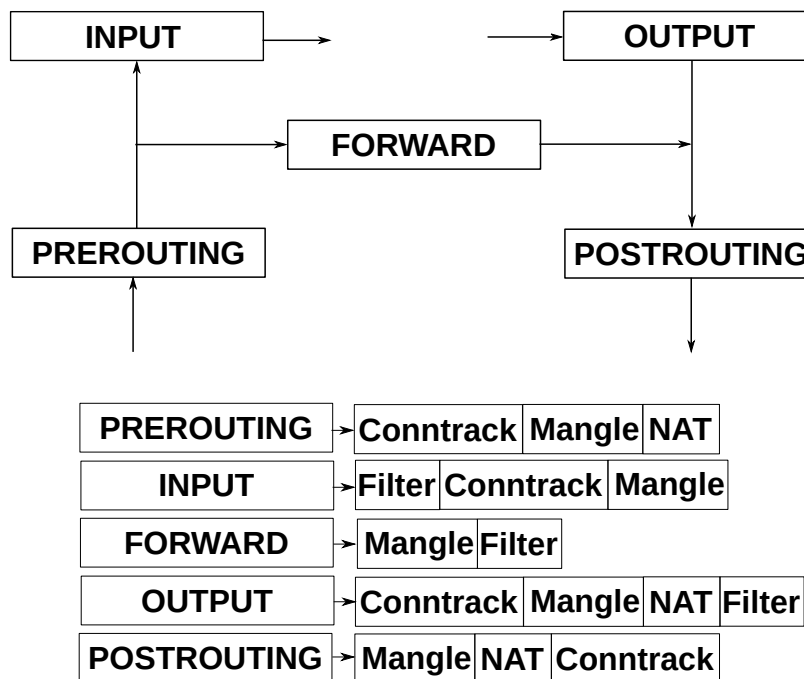 INPUT
OUTPUT
FORWARD
PREROUTING
POSTROUTING
PREROUTING Conntrack Mangle NAT
INPUT Filter Conntrack Mangle
FORWARD Mangle Filter
OUTPUT Conntrack Mangle NAT Filter
POSTROUTING Mangle NAT Conntrack